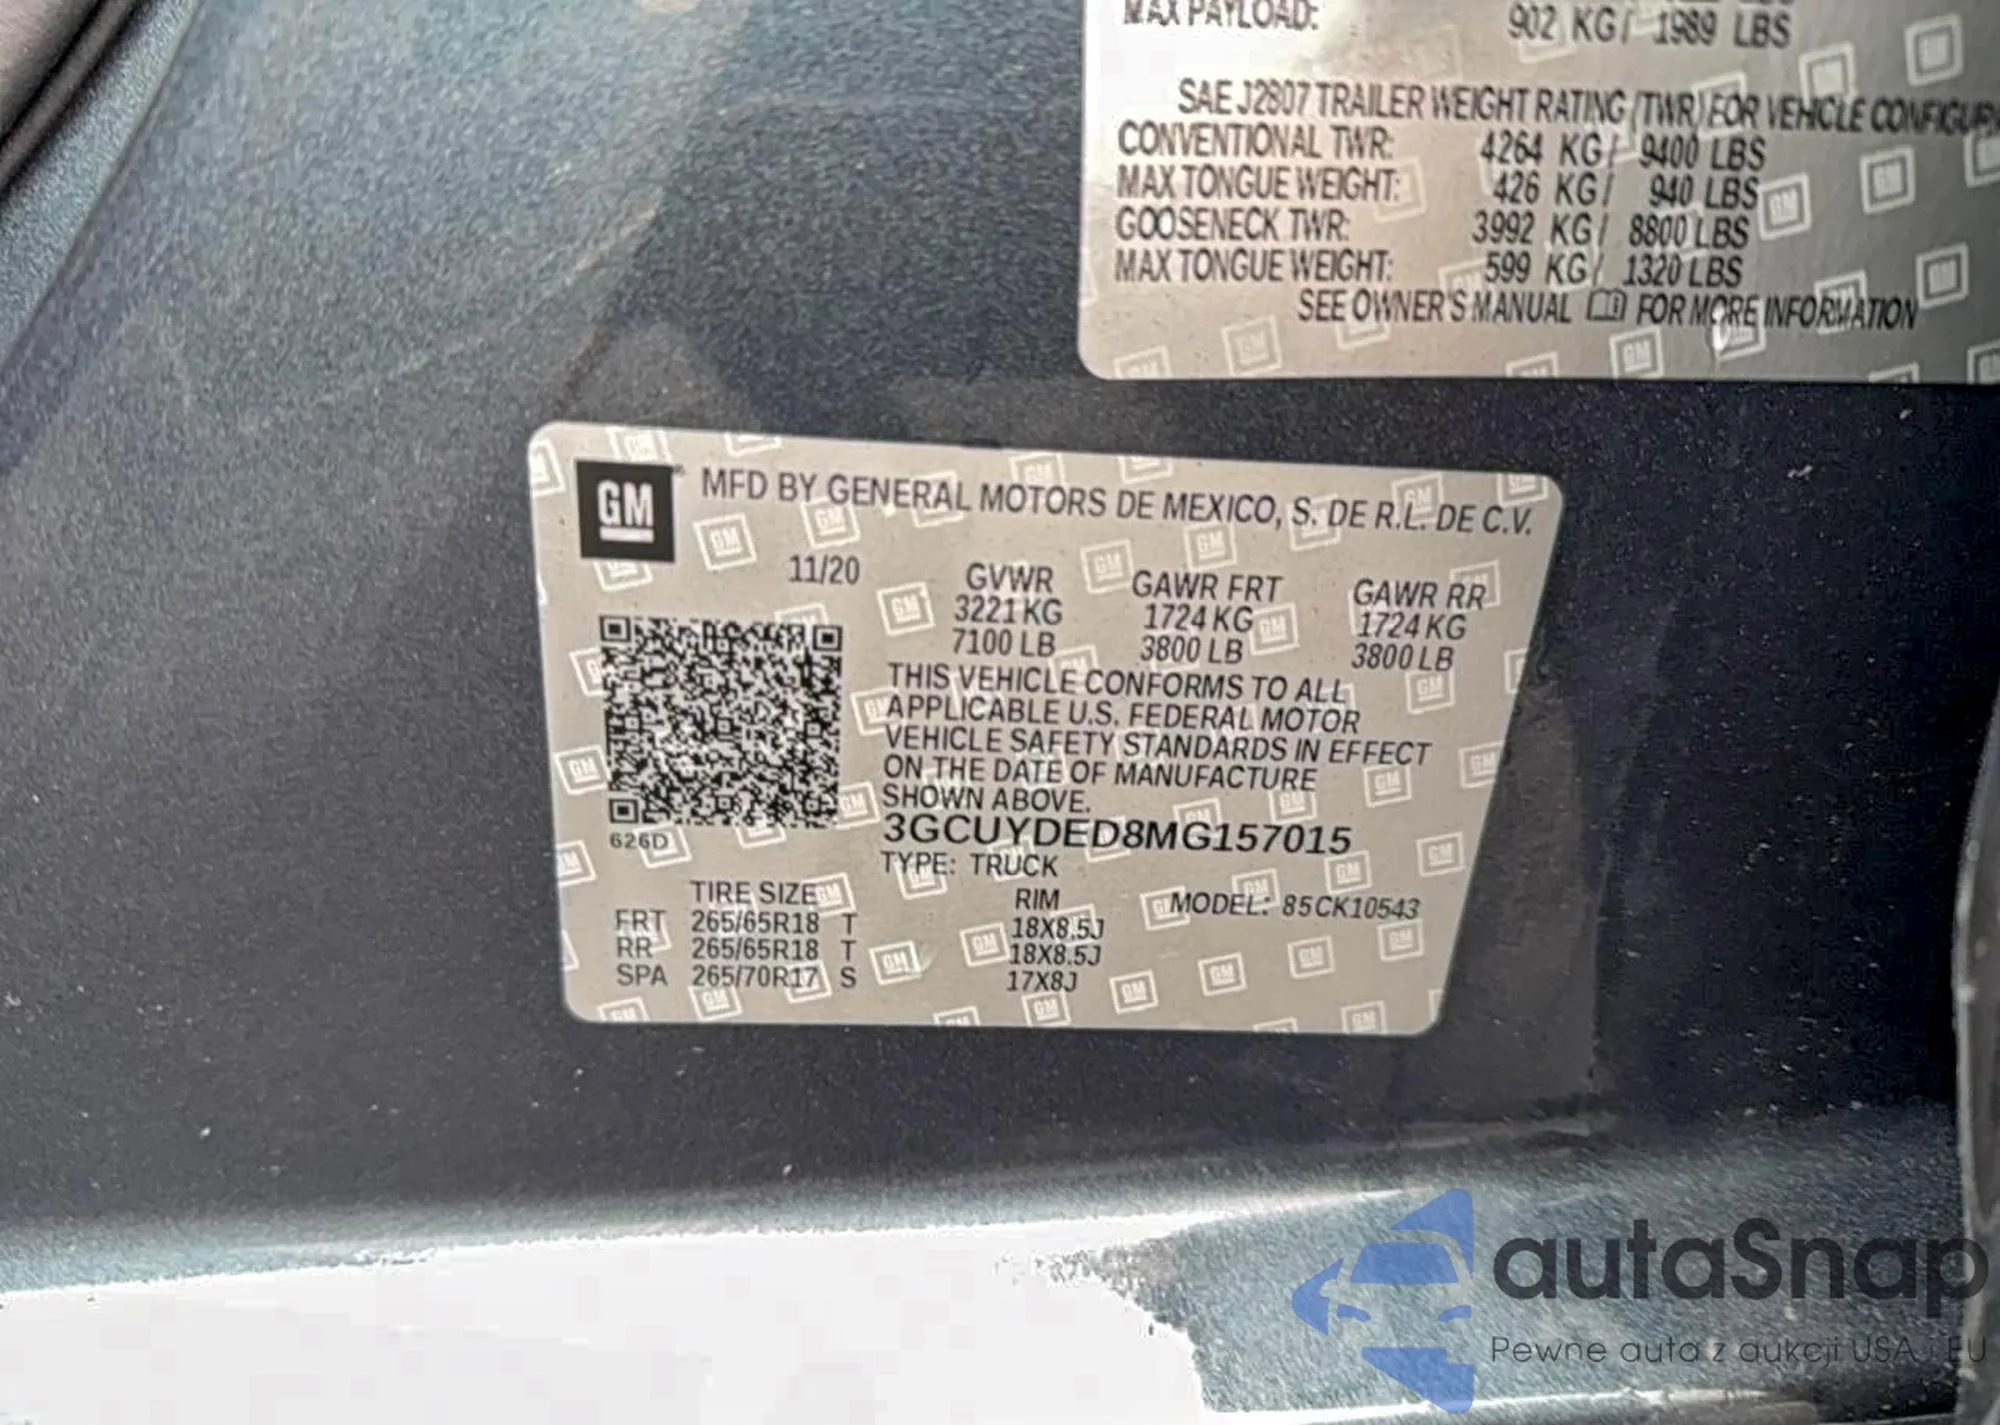 MAX PAYLOAD: 902 KG/ 1989 LBS
SAE J2807 TRAILER WEIGHT RATING (TWR) FOR VEHICLE
CONVENTIONAL TWR: 4264 KG/ 9400 LBS
MAX TONGUE WEIGHT: 426 KG/ 940 LBS
GOOSENECK TWR: 3992 KG/ 8800 LBS
MAX TONGUE WEIGHT: 599 KG/ 1320 LBS
SEE OWNER'S MANUAL FOR MORE INFORMATION
GM MFD BY GENERAL MOTORS DE MEXICO, S. DE R.L. DE C.V.
11/20 GVWR GAWR FRT GAWR RR
3221 KG 1724 KG 1724 KG
7100 LB 3800 LB 3800 LB
THIS VEHICLE CONFORMS TO ALL
APPLICABLE U.S. FEDERAL MOTOR
VEHICLE SAFETY STANDARDS IN EFFECT
ON THE DATE OF MANUFACTURE
SHOWN ABOVE.
626D 3GCUYDED8MG157015
TYPE: TRUCK
TIRE SIZE RIM MODEL: 85CK10543
FRT 265/65R18 T 18X8.5J
RR 265/65R18 T 18X8.5J
SPA 265/70R17 S 17X8J
autaSnap
Pewne auta z aukcji USA i EU